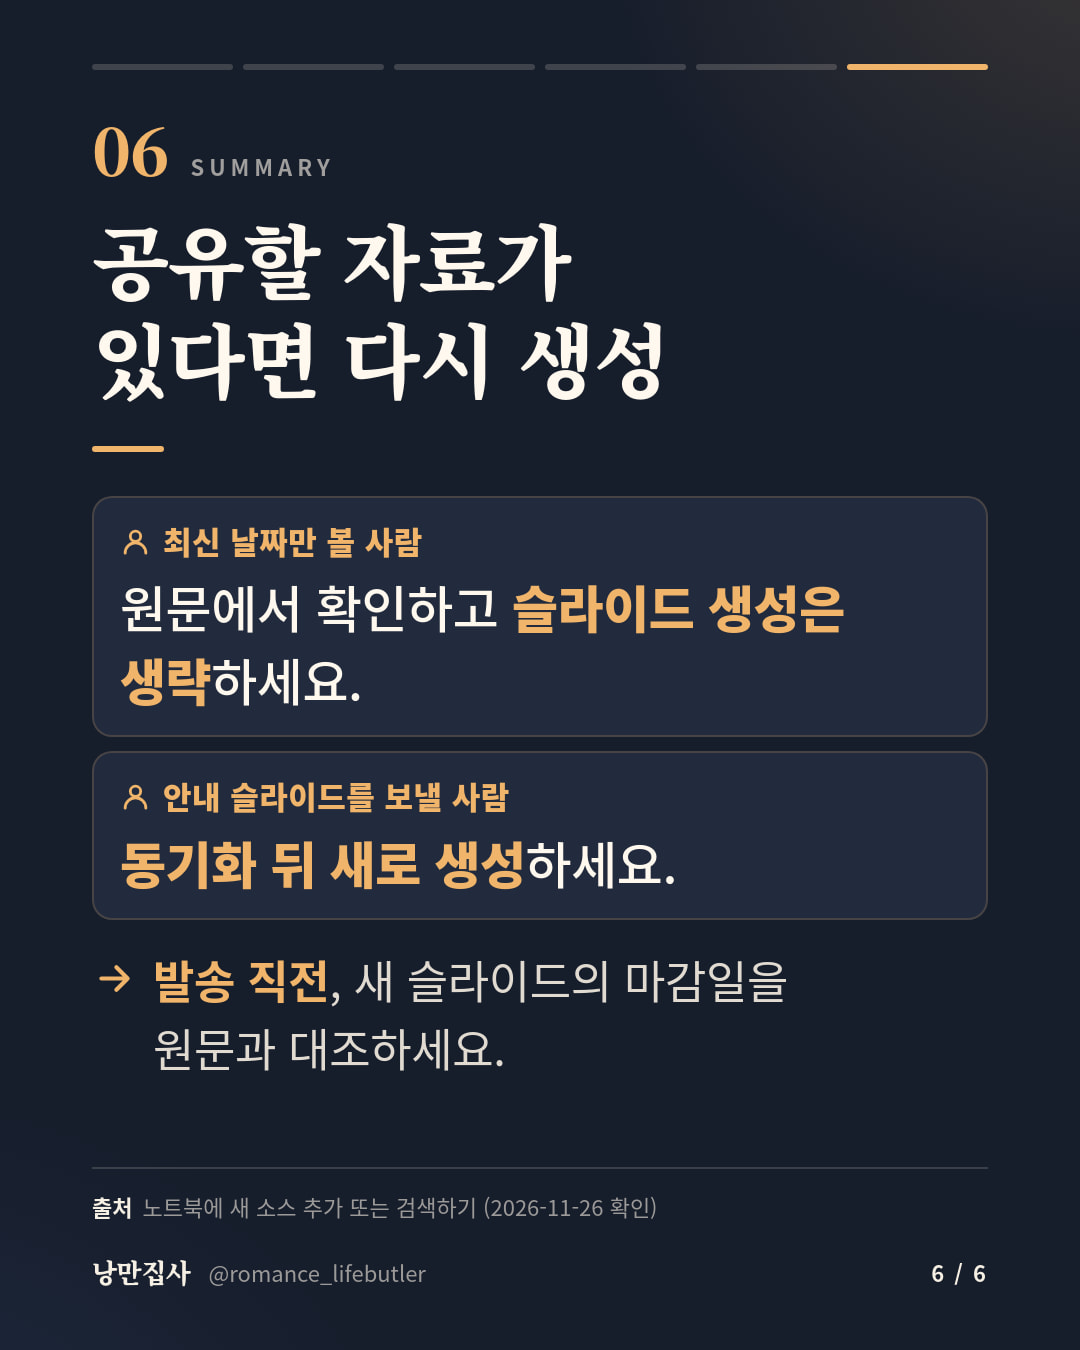 06 SUMMARY
공유할 자료가
있다면 다시 생성
최신 날짜만 볼 사람
원문에서 확인하고 슬라이드 생성은
생략하세요.
안내 슬라이드를 보낼 사람
동기화 뒤 새로 생성하세요.
→ 발송 직전, 새 슬라이드의 마감일을
원문과 대조하세요.
출처 노트북에 새 소스 추가 또는 검색하기 (2026-11-26 확인)
낭만집사 @romance_lifebutler
6 / 6